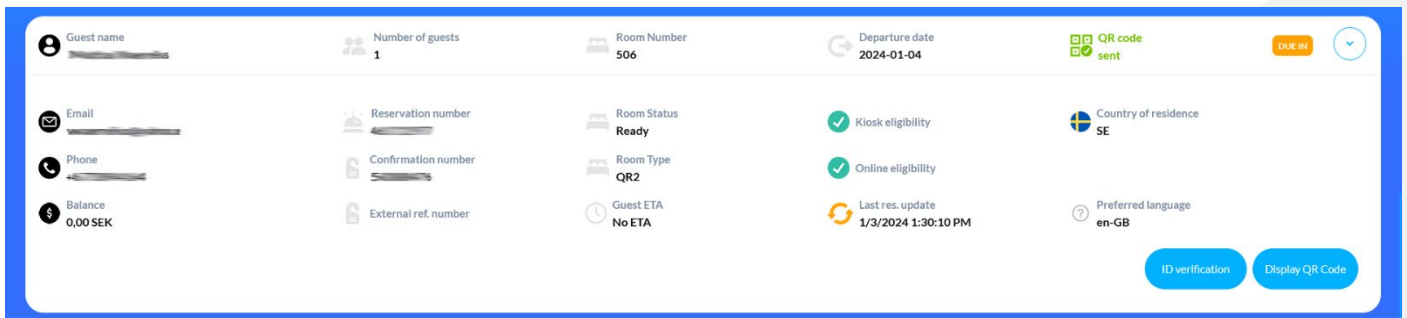 Guest name
Number of guests
1
Room Number
506
Departure date
2024-01-04
QR code
sent
DUE IN
Email
Reservation number
Room Status
Ready
Kiosk eligibility
Country of residence
SE
Phone
Confirmation number
Room Type
QR2
Online eligibility
Balance
0,00 SEK
External ref. number
Guest ETA
No ETA
Last res. update
1/3/2024 1:30:10 PM
Preferred language
en-GB
ID verification
Display QR Code